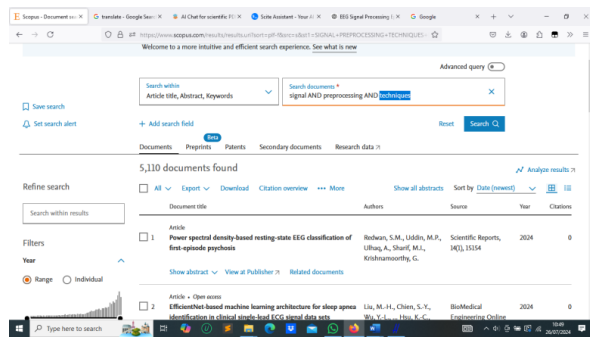 Scopus - Document sea
translate - Google Search
AI Chat for scientific PDF
Scite Assistant - Your AI
EEG Signal Processing
Google
https://www.scopus.com/results/results.uri?sort=plf-f&src=s&st1=SIGNAL+PREPROCESSING+TECHNIQUES
Welcome to a more intuitive and efficient search experience. See what is new
Advanced query
Search within
Article title, Abstract, Keywords
Search documents *
signal AND preprocessing AND techniques
Save search
Set search alert
+ Add search field
Reset
Search
Beta
Documents Preprints Patents Secondary documents Research data
5,110 documents found
Analyze results
Refine search
All Export Download Citation overview ••• More
Show all abstracts Sort by Date (newest)
Search within results
Document title Authors Source Year Citations
Filters
Year
Range Individual
Article
1 Power spectral density-based resting-state EEG classification of first-episode psychosis
Redwan, S.M., Uddin, M.P., Ulhaq, A., Sharif, M.I., Krishnamoorthy, G.
Scientific Reports, 14(1), 15154
2024 0
Show abstract View at Publisher Related documents
Article • Open access
2 EfficientNet-based machine learning architecture for sleep apnea identification in clinical single-lead ECG signal data sets
Liu, M.-H., Chien, S.-Y., Wu, Y.-L., ... Hsu, K.-C.,
BioMedical Engineering Online
2024 0
Type here to search
10:49
26/07/2024